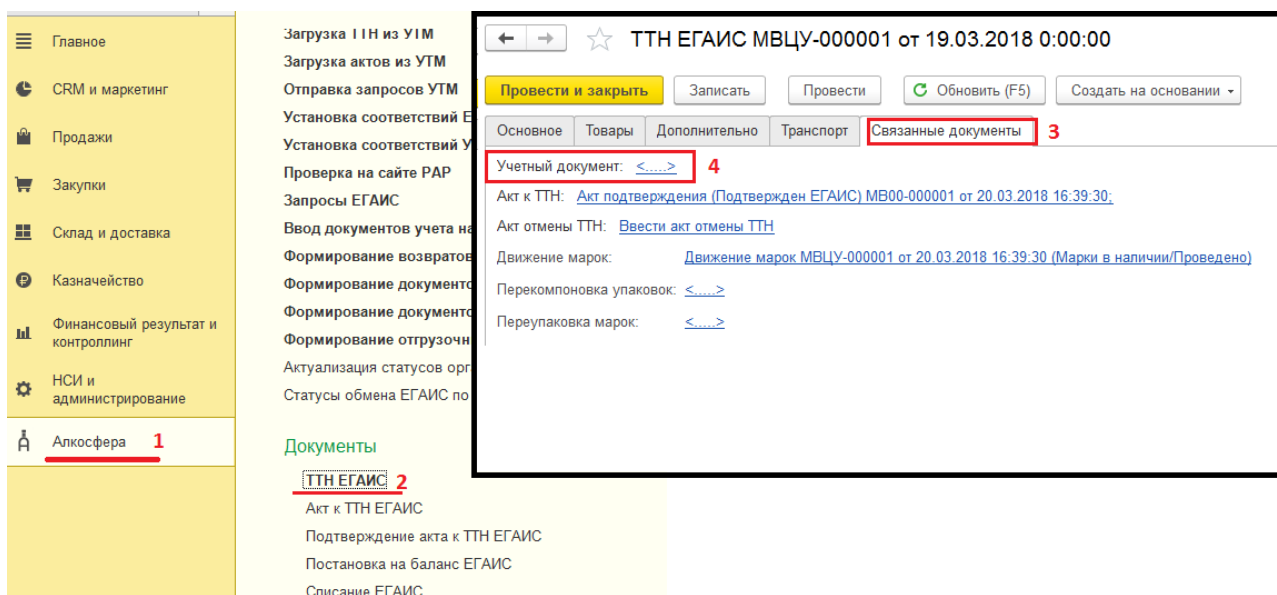 Главное
CRM и маркетинг
Продажи
Закупки
Склад и доставка
Казначейство
Финансовый результат и
контроллинг
НСИ и
администрирование
Алкосфера 1
Загрузка ТТН из УТМ
Загрузка актов из УТМ
Отправка запросов УТМ
Установка соответствий Е
Установка соответствий У
Проверка на сайте РАР
Запросы ЕГАИС
Ввод документов учета на
Формирование возвратов
Формирование документо
Формирование документо
Формирование отгрузочн
Актуализация статусов орг
Статусы обмена ЕГАИС по
Документы
ТТН ЕГАИС 2
Акт к ТТН ЕГАИС
Подтверждение акта к ТТН ЕГАИС
Постановка на баланс ЕГАИС
Списание ЕГАИС
ТТН ЕГАИС МВЦУ-000001 от 19.03.2018 0:00:00
Провести и закрыть Записать Провести Обновить (F5) Создать на основании
Основное Товары Дополнительно Транспорт Связанные документы 3
Учетный документ: <.....> 4
Акт к ТТН: Акт подтверждения (Подтвержден ЕГАИС) МВ00-000001 от 20.03.2018 16:39:30;
Акт отмены ТТН: Ввести акт отмены ТТН
Движение марок: Движение марок МВЦУ-000001 от 20.03.2018 16:39:30 (Марки в наличии/Проведено)
Перекомпоновка упаковок: <.....>
Переупаковка марок: <.....>